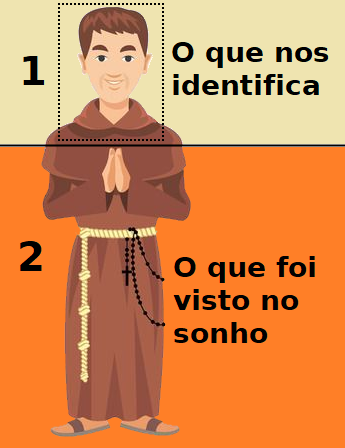 1
O que nos
identifica
2
O que foi
visto no
sonho